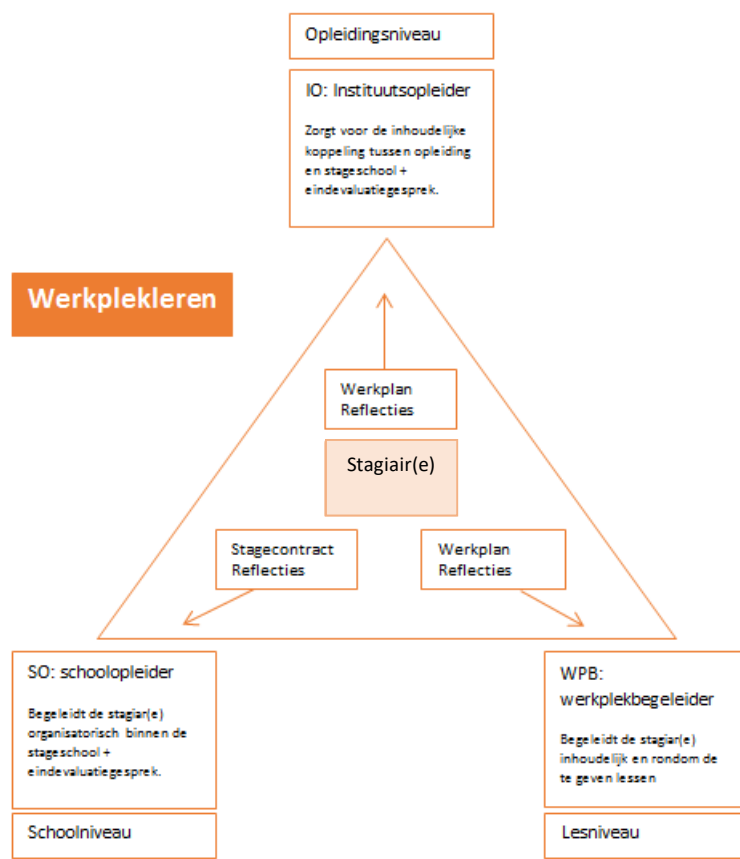 Opleidingsniveau
IO: Instituutsopleider
Zorgt voor de inhoudelijke
koppeling tussen opleiding
en stageschool +
eindevaluatiegesprek.
Werkplekleren
Werkplan
Reflecties
Stagiair(e)
Stagecontract
Reflecties
Werkplan
Reflecties
SO: schoolopleider
Begeleidt de stagiar(e)
organisatorisch binnen de
stageschool +
eindevaluatiegesprek.
Schoolniveau
WPB:
werkplekbegeleider
Begeleidt de stagiar(e)
inhoudelijk en rondom de
te geven lessen
Lesniveau